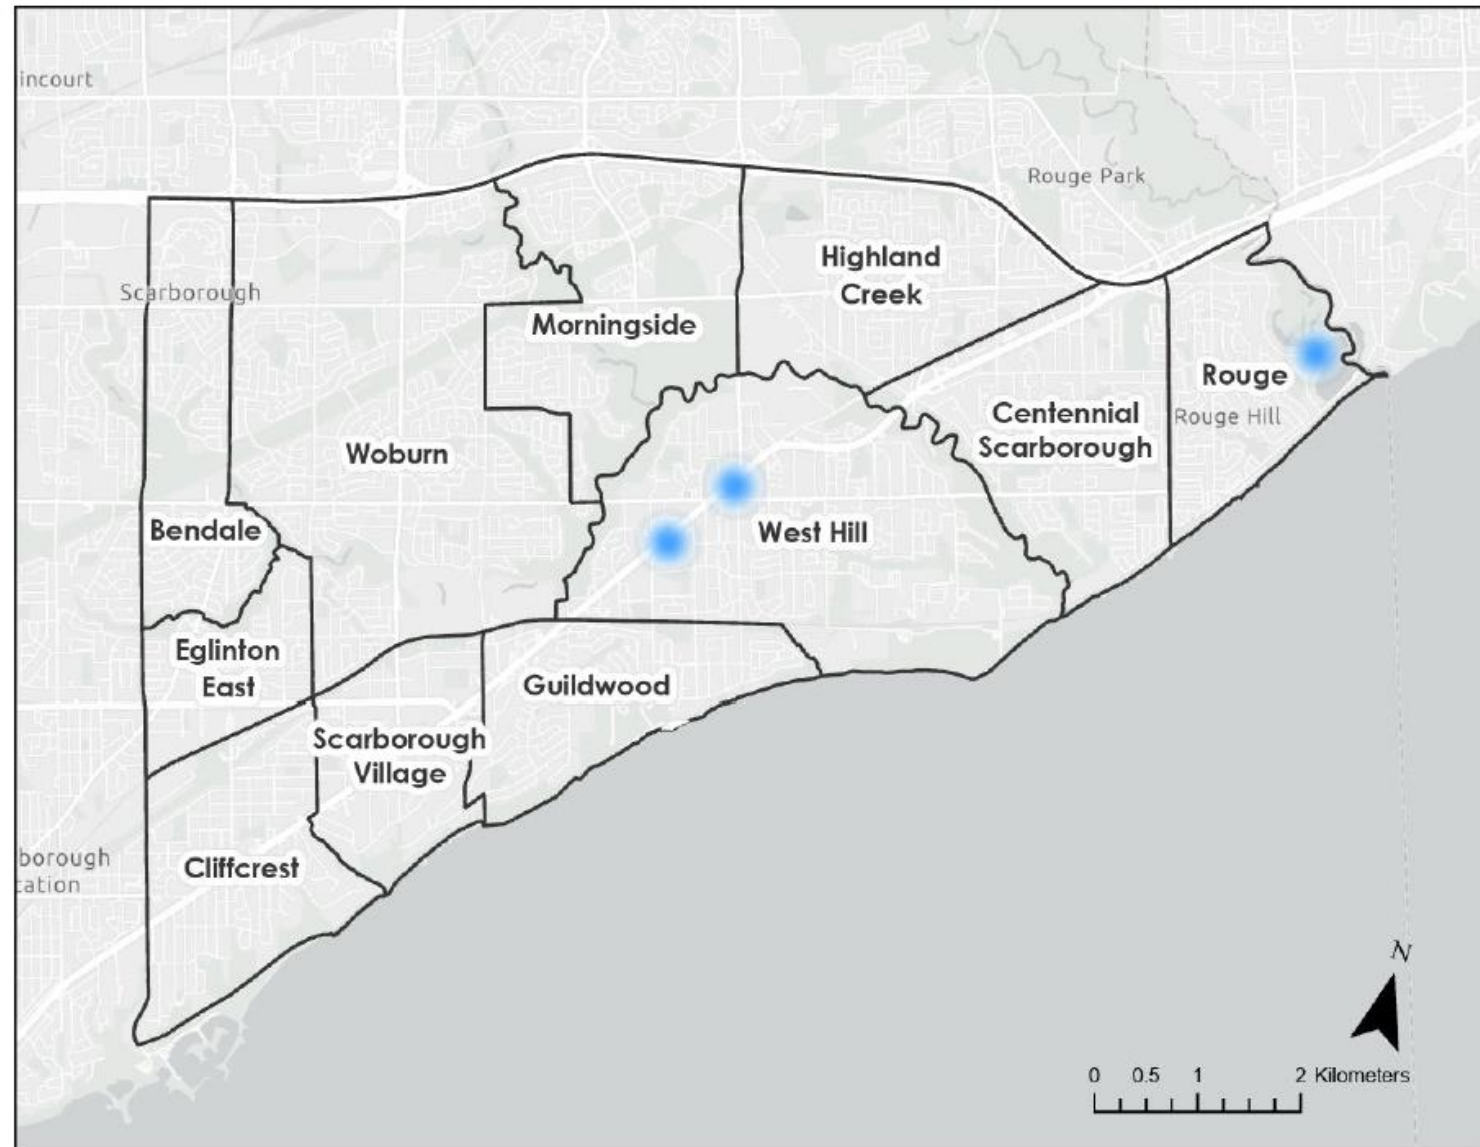 incourt
Rouge Park
Highland
Creek
Scarborough
Morningside
Rouge
Rouge Hill
Centennial
Scarborough
Woburn
Bendale
West Hill
Eglinton
East
Guildwood
Scarborough
Village
Cliffcrest
borough
cation
N
0 0.5 1 2 Kilometers